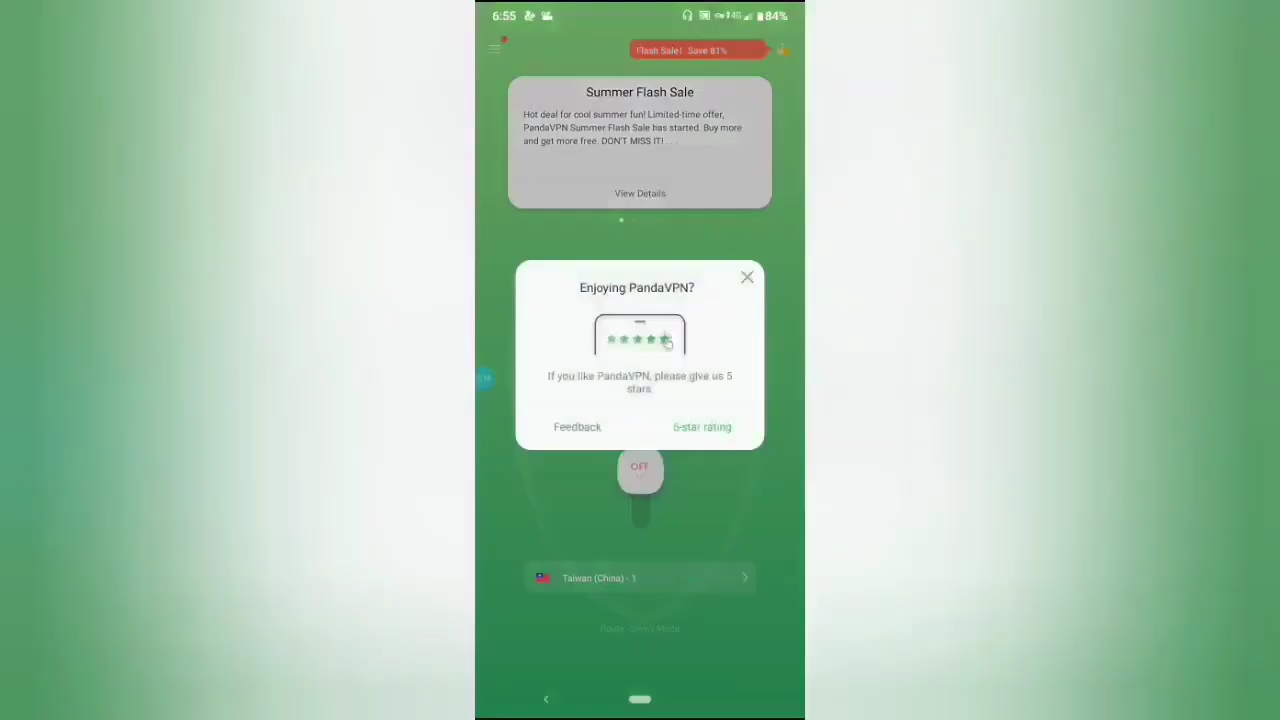 6:55
4G 84%
Flash Sale! Save 81%
Summer Flash Sale
Hot deal for cool summer fun! Limited-time offer,
PandaVPN Summer Flash Sale has started. Buy more
and get more free. DON'T MISS IT! . . .
View Details
Enjoying PandaVPN?
If you like PandaVPN, please give us 5
stars
Feedback
5-star rating
OFF
Taiwan (China) - 1